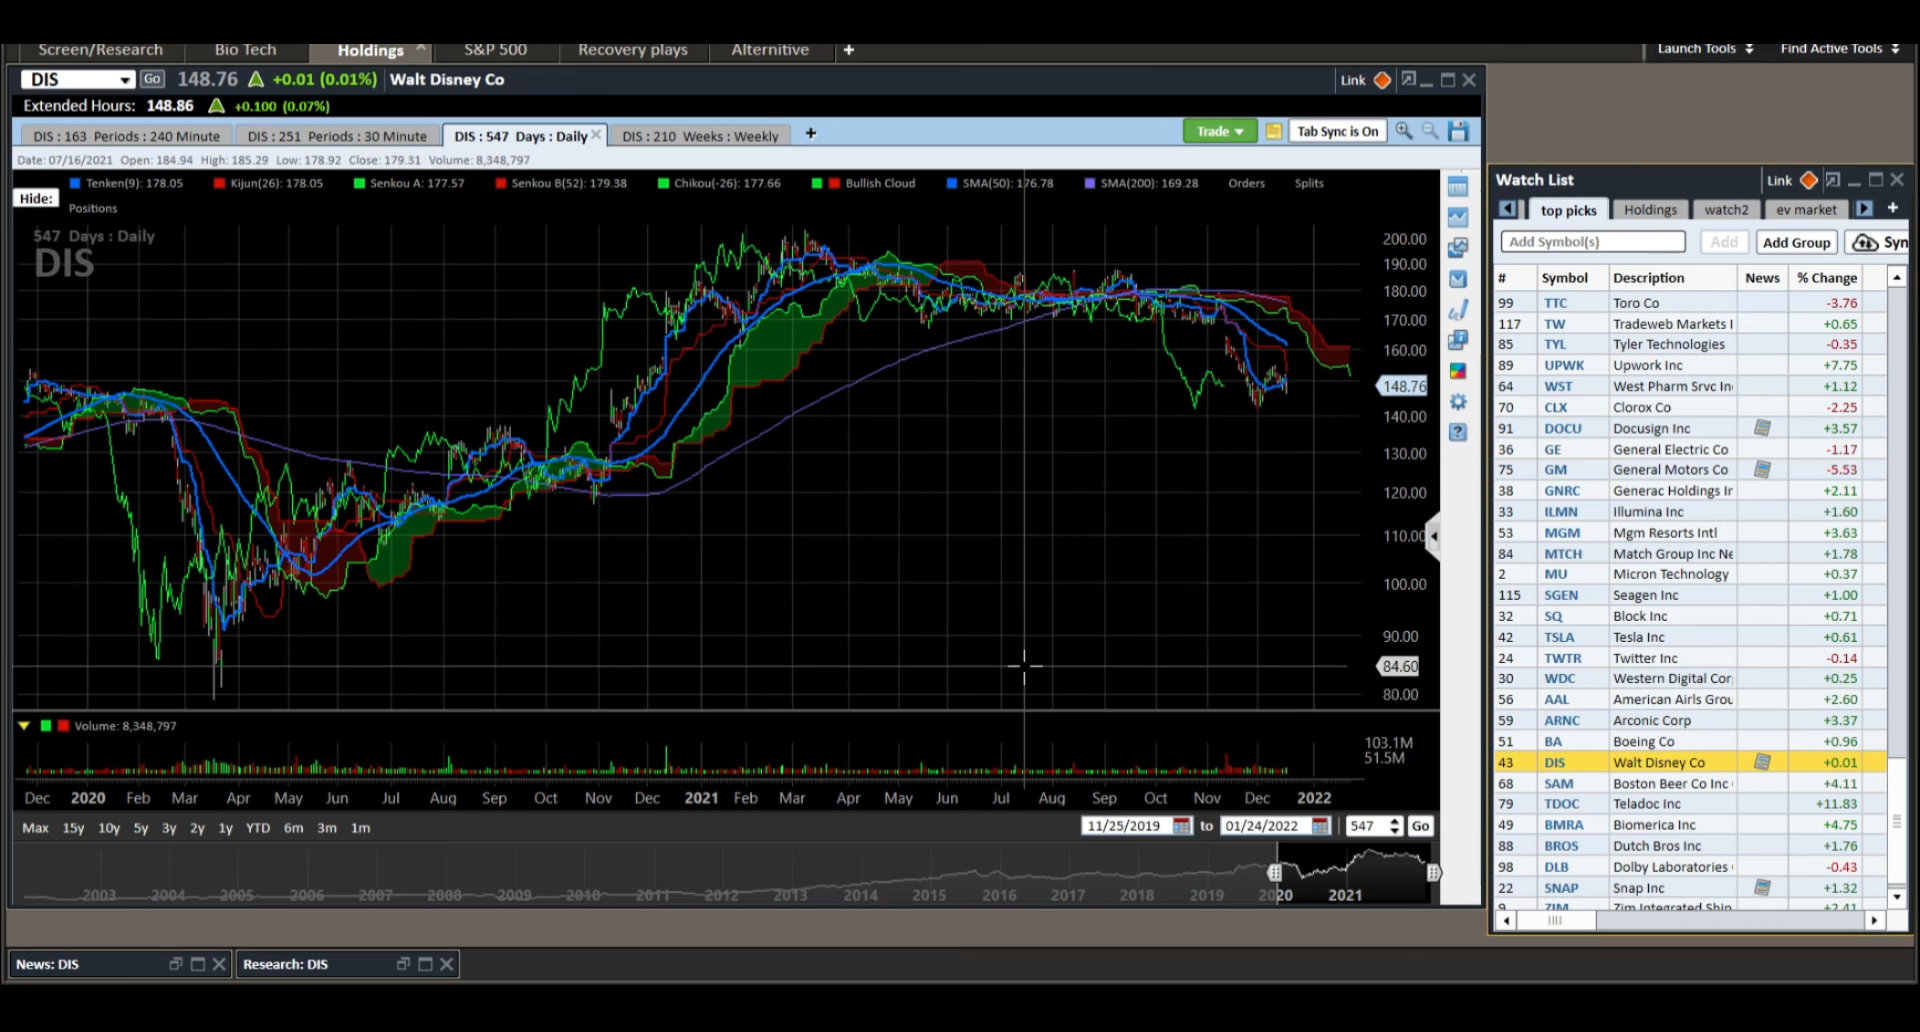 Screen/Research Bio Tech Holdings S&P 500 Recovery plays Alternitive + Launch Tools Find Active Tools
DIS Go 148.76 +0.01 (0.01%) Walt Disney Co Link
Extended Hours: 148.86 +0.100 (0.07%)
DIS : 163 Periods : 240 Minute DIS : 251 Periods : 30 Minute DIS : 547 Days : Daily DIS : 210 Weeks : Weekly + Trade Tab Sync is On
Date: 07/16/2021 Open: 184.94 High: 185.29 Low: 178.92 Close: 179.31 Volume: 8,348,797
Hide: Tenken(9): 178.05 Kijun(26): 178.05 Senkou A: 177.57 Senkou B(52): 179.38 Chikou(-26): 177.66 Bullish Cloud SMA(50): 176.78 SMA(200): 169.28 Orders Splits
Positions
547 Days : Daily
DIS
200.00
190.00
180.00
170.00
160.00
148.76
140.00
130.00
120.00
110.00
100.00
90.00
84.60
80.00
Volume: 8,348,797
103.1M
51.5M
Dec 2020 Feb Mar Apr May Jun Jul Aug Sep Oct Nov Dec 2021 Feb Mar Apr May Jun Jul Aug Sep Oct Nov Dec 2022
Max 15y 10y 5y 3y 2y 1y YTD 6m 3m 1m 11/25/2019 to 01/24/2022 547 Go
2003 2004 2005 2006 2007 2008 2009 2010 2011 2012 2013 2014 2015 2016 2017 2018 2019 2020 2021
Watch List Link
top picks Holdings watch2 ev market +
Add Symbol(s) Add Add Group Syn
# Symbol Description News % Change
99 TTC Toro Co -3.76
117 TW Tradeweb Markets I +0.65
85 TYL Tyler Technologies -0.35
89 UPWK Upwork Inc +7.75
64 WST West Pharm Srvc In +1.12
70 CLX Clorox Co -2.25
91 DOCU Docusign Inc +3.57
36 GE General Electric Co -1.17
75 GM General Motors Co -5.53
38 GNRC Generac Holdings Ir +2.11
33 ILMN Illumina Inc +1.60
53 MGM Mgm Resorts Intl +3.63
84 MTCH Match Group Inc Ne +1.78
2 MU Micron Technology +0.37
115 SGEN Seagen Inc +1.00
32 SQ Block Inc +0.71
42 TSLA Tesla Inc +0.61
24 TWTR Twitter Inc -0.14
30 WDC Western Digital Cor +0.25
56 AAL American Airls Grou +2.60
59 ARNC Arconic Corp +3.37
51 BA Boeing Co +0.96
43 DIS Walt Disney Co +0.01
68 SAM Boston Beer Co Inc +4.11
79 TDOC Teladoc Inc +11.83
49 BMRA Biomerica Inc +4.75
88 BROS Dutch Bros Inc +1.76
98 DLB Dolby Laboratories -0.43
22 SNAP Snap Inc +1.32
9 ZIM Zim Integrated Ship +2.41
News: DIS Research: DIS